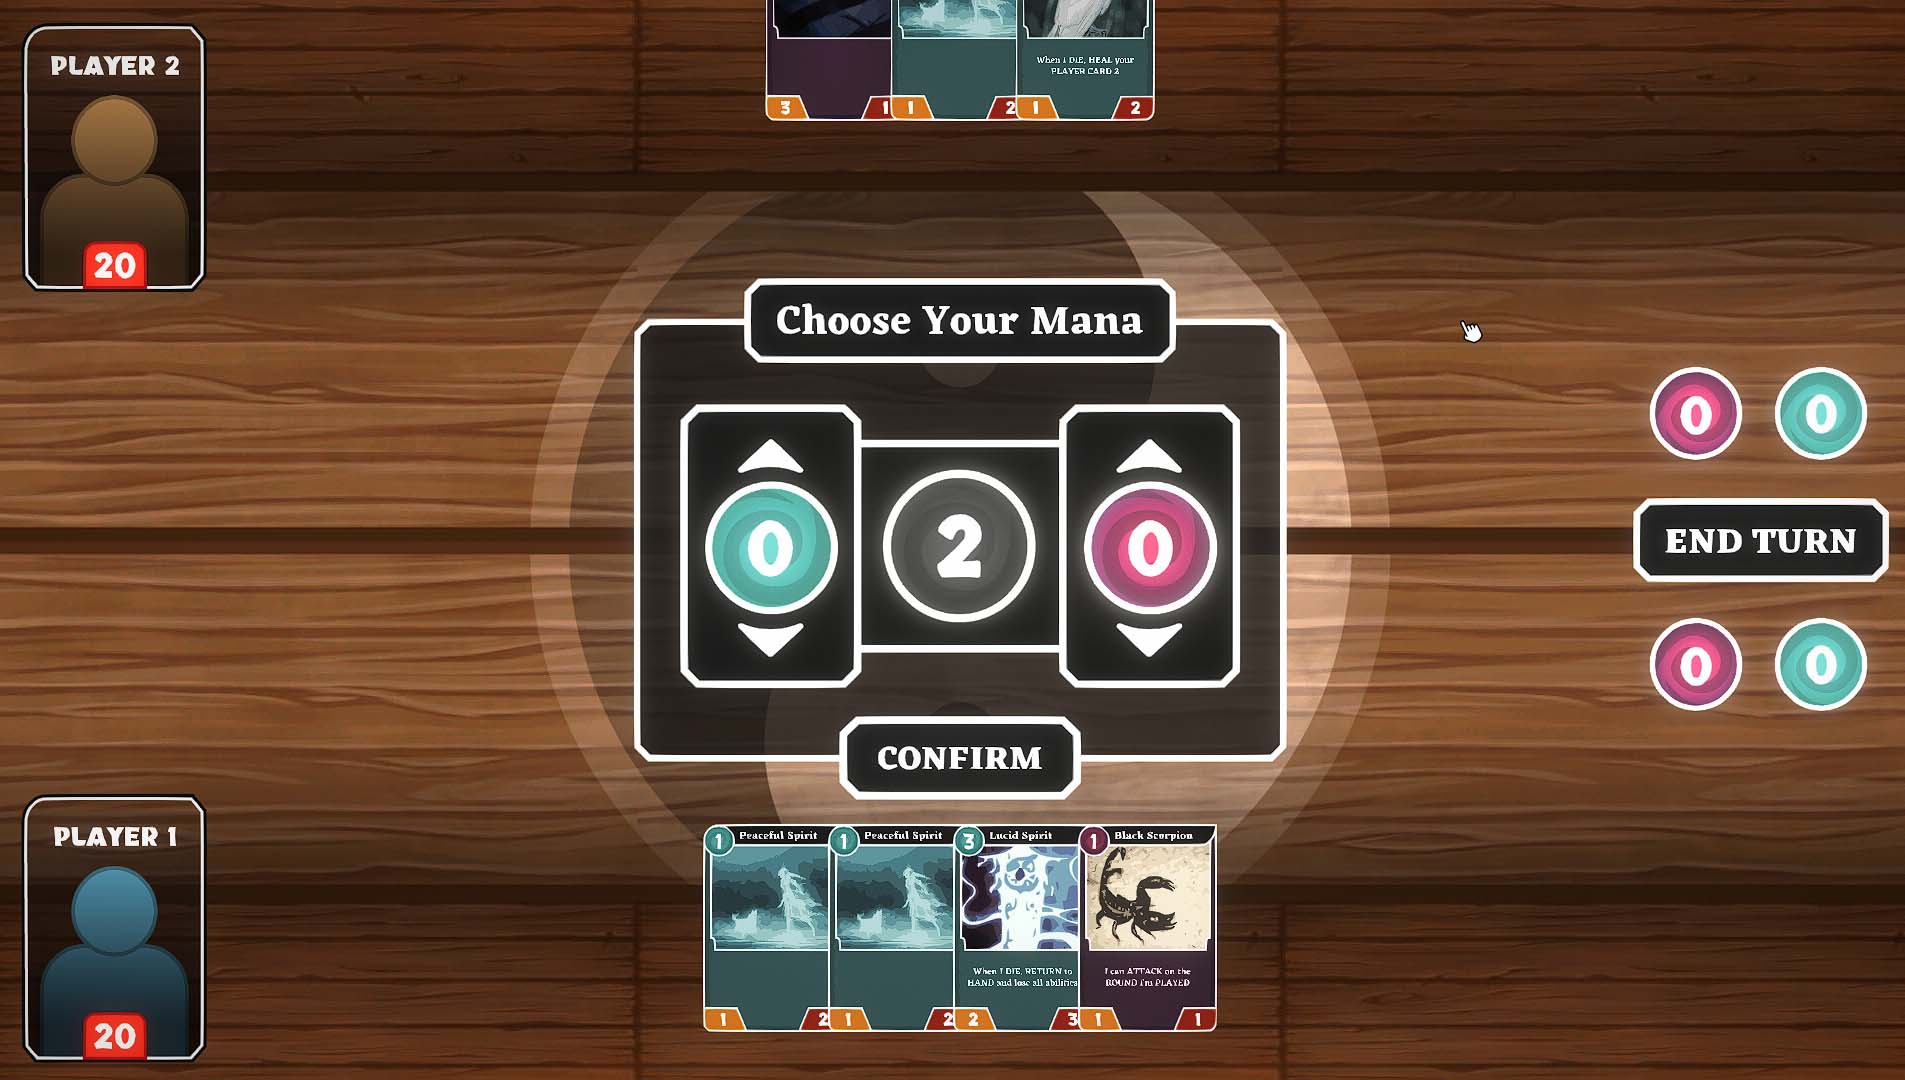 PLAYER 2
20
When I DIE, HEAL your
PLAYER CARD 2
3 1
1 2
1 2
Choose Your Mana
0 2 0
CONFIRM
0 0
END TURN
0 0
PLAYER 1
20
1 Peaceful Spirit
1 2
1 Peaceful Spirit
1 2
3 Lucid Spirit
When I DIE, RETURN to
HAND and lose all abilities
2 3
1 Black Scorpion
I can ATTACK on the
ROUND I'm PLAYED
1 1